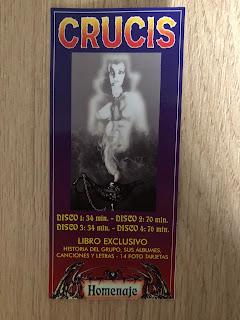 CRUCIS
DISCO 1: 34 min. - DISCO 2: 70 min.
DISCO 3: 34 min. - DISCO 4: 70 min.
LIBRO EXCLUSIVO
HISTORIA DEL GRUPO, SUS ÁLBUMES,
CANCIONES Y LETRAS - 14 FOTO TARJETAS
Homenaje